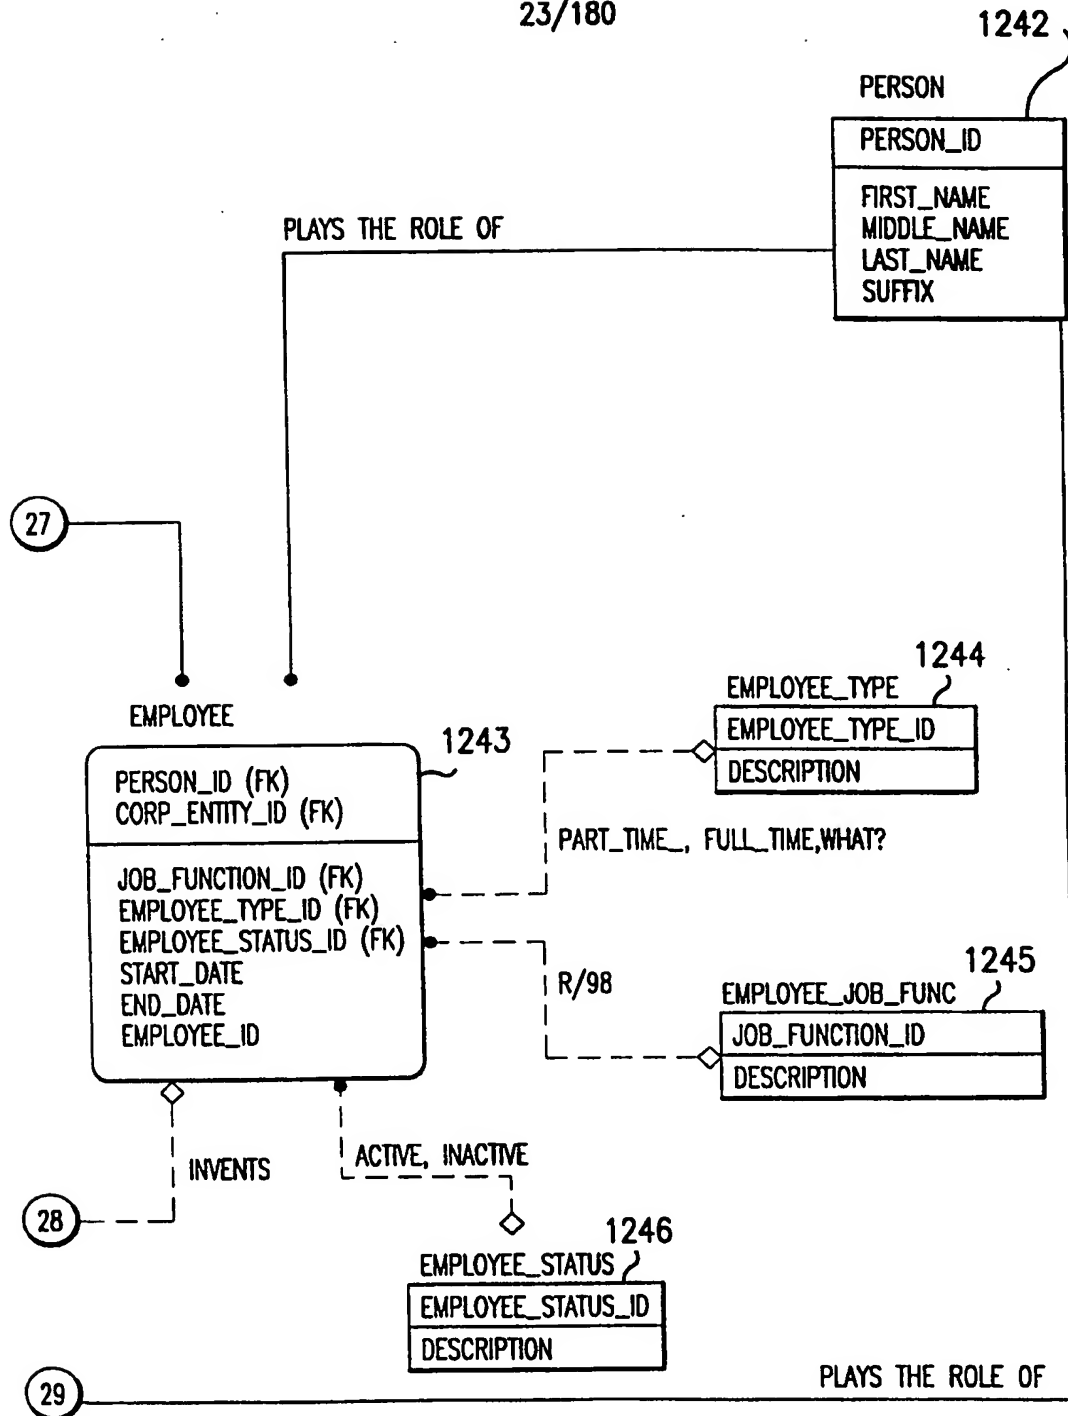 23/180
1242
PERSON
PERSON_ID
FIRST_NAME
MIDDLE_NAME
LAST_NAME
SUFFIX
PLAYS THE ROLE OF
27
EMPLOYEE
1243
PERSON_ID (FK)
CORP_ENTITY_ID (FK)
JOB_FUNCTION_ID (FK)
EMPLOYEE_TYPE_ID (FK)
EMPLOYEE_STATUS_ID (FK)
START_DATE
END_DATE
EMPLOYEE_ID
1244
EMPLOYEE_TYPE
EMPLOYEE_TYPE_ID
DESCRIPTION
PART_TIME_, FULL_TIME,WHAT?
R/98
1245
EMPLOYEE_JOB_FUNC
JOB_FUNCTION_ID
DESCRIPTION
INVENTS
ACTIVE, INACTIVE
28
1246
EMPLOYEE_STATUS
EMPLOYEE_STATUS_ID
DESCRIPTION
29
PLAYS THE ROLE OF